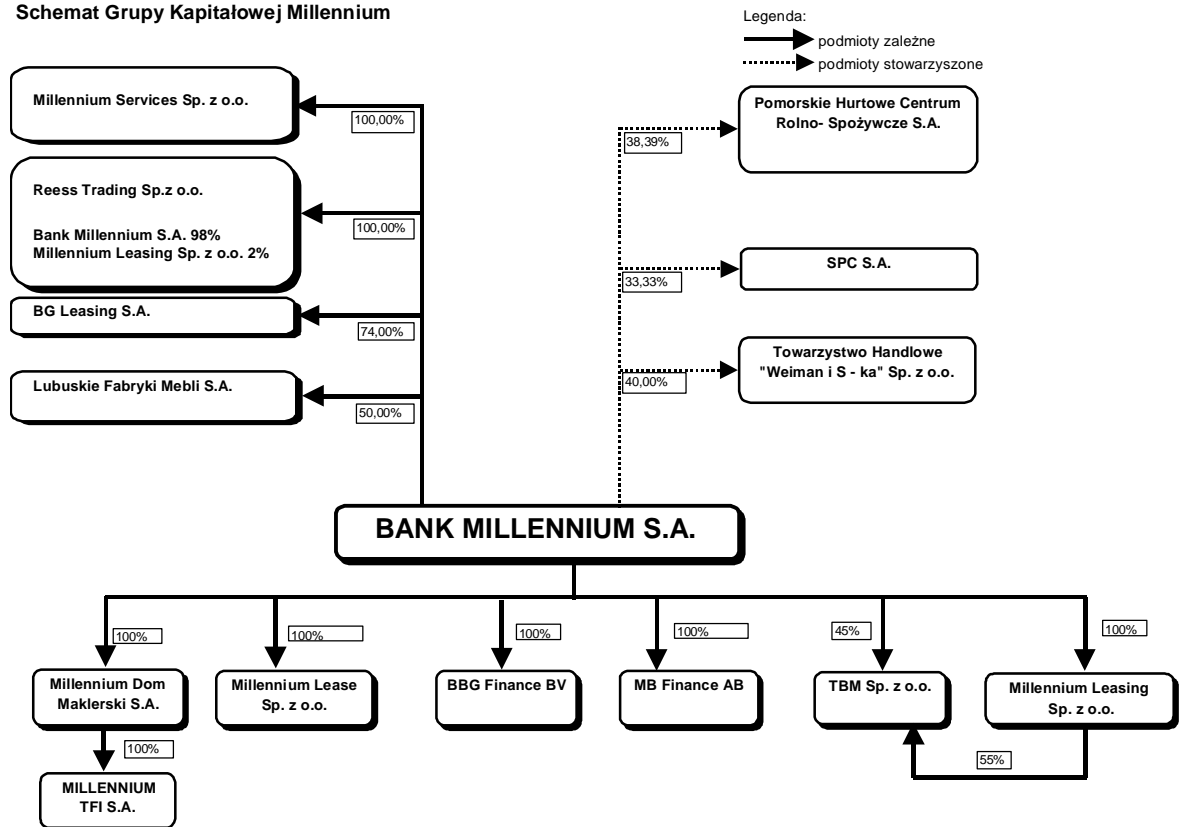 Schemat Grupy Kapitałowej Millennium
Legenda:
podmioty zależne
podmioty stowarzyszone
Millennium Services Sp. z o.o.
100,00%
Reess Trading Sp.z o.o.
Bank Millennium S.A. 98%
Millennium Leasing Sp. z o.o. 2%
100,00%
BG Leasing S.A.
74,00%
Lubuskie Fabryki Mebli S.A.
50,00%
Pomorskie Hurtowe Centrum
Rolno- Spożywcze S.A.
38,39%
SPC S.A.
33,33%
Towarzystwo Handlowe
"Weiman i S - ka" Sp. z o.o.
40,00%
BANK MILLENNIUM S.A.
100%
100%
100%
100%
45%
100%
Millennium Dom
Maklerski S.A.
Millennium Lease
Sp. z o.o.
BBG Finance BV
MB Finance AB
TBM Sp. z o.o.
Millennium Leasing
Sp. z o.o.
100%
55%
MILLENNIUM
TFI S.A.